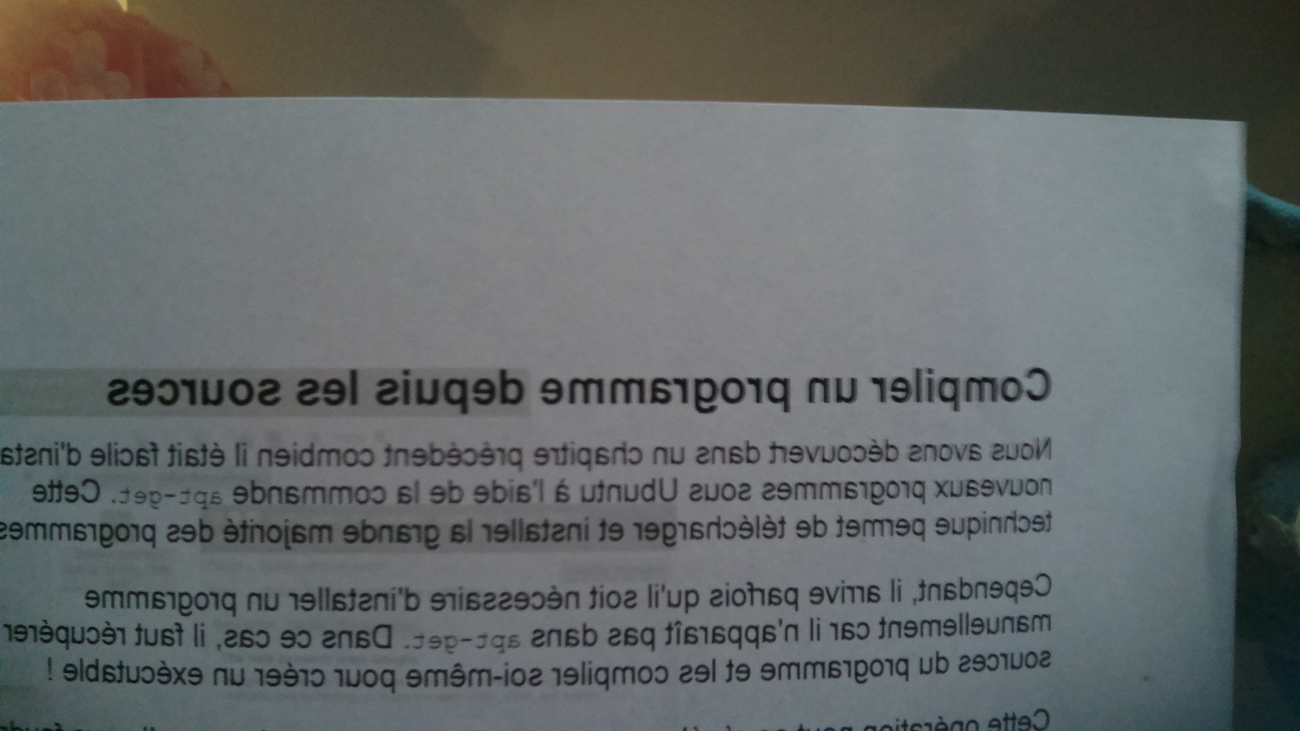 Compiler un programme depuis les sources
Nous avons découvert dans un chapitre précédent combien il était facile d'insta
nouveaux programmes sous Ubuntu à l'aide de la commande apt-get. Cette
technique permet de télécharger et installer la grande majorité des programmes
Cependant, il arrive parfois qu'il soit nécessaire d'installer un programme
manuellement car il n'apparaît pas dans apt-get. Dans ce cas, il faut récupérer
sources du programme et les compiler soi-même pour créer un exécutable !
Cette opération